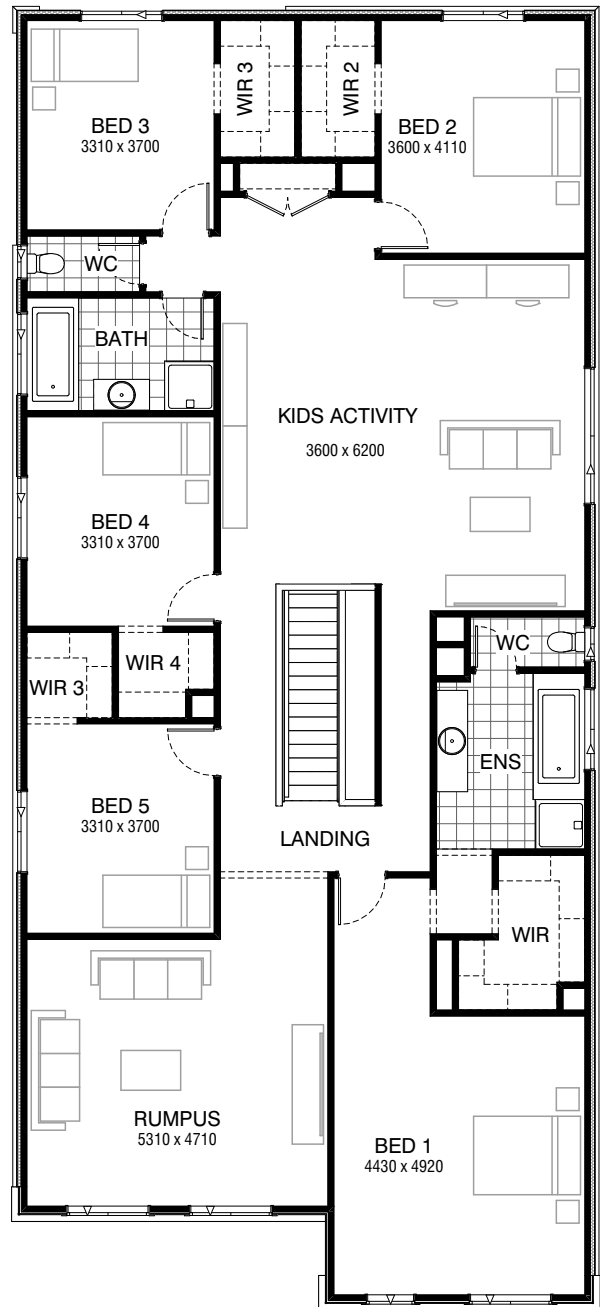 BED 3
3310 x 3700
WIR 3
WIR 2
BED 2
3600 x 4110
WC
BATH
KIDS ACTIVITY
3600 x 6200
BED 4
3310 x 3700
WIR 4
WIR 3
WC
ENS
BED 5
3310 x 3700
LANDING
WIR
RUMPUS
5310 x 4710
BED 1
4430 x 4920